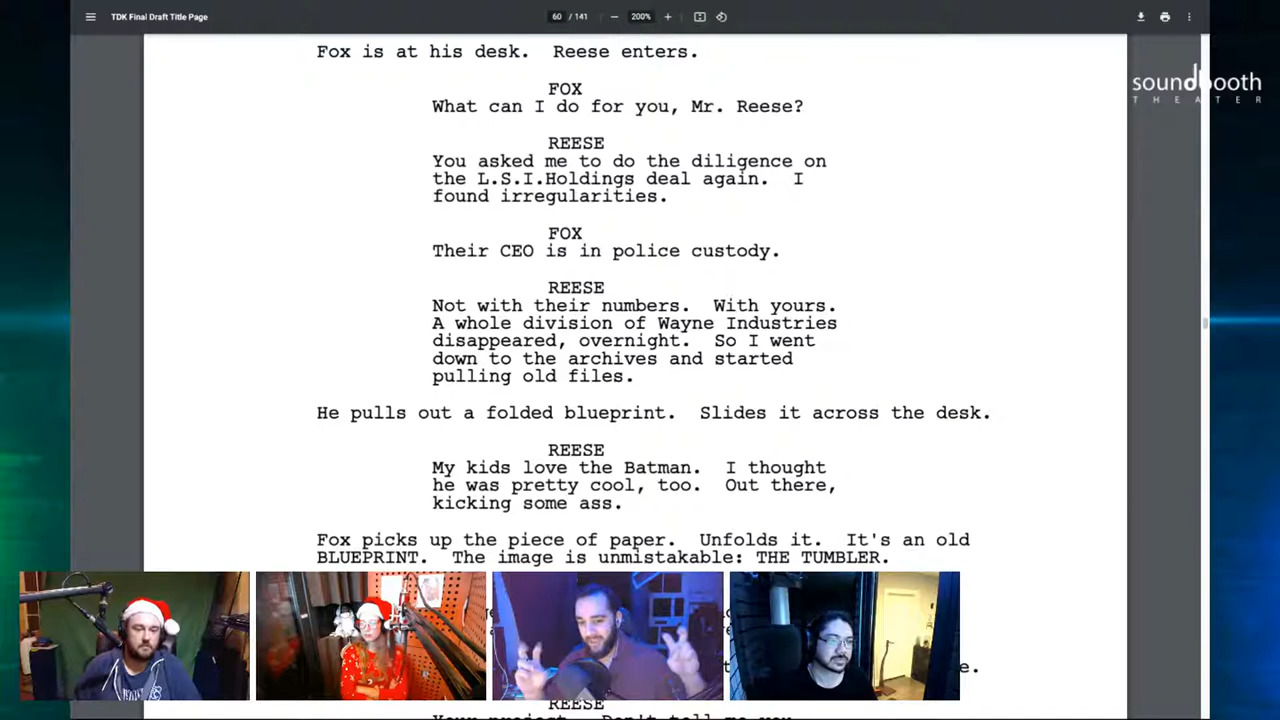 TDK Final Draft Title Page
60 / 141
200%
soundbooth
THEATER
Fox is at his desk.  Reese enters.
FOX
What can I do for you, Mr. Reese?
REESE
You asked me to do the diligence on
the L.S.I.Holdings deal again.  I
found irregularities.
FOX
Their CEO is in police custody.
REESE
Not with their numbers.  With yours.
A whole division of Wayne Industries
disappeared, overnight.  So I went
down to the archives and started
pulling old files.
He pulls out a folded blueprint.  Slides it across the desk.
REESE
My kids love the Batman.  I thought
he was pretty cool, too.  Out there,
kicking some ass.
Fox picks up the piece of paper.  Unfolds it.  It's an old
BLUEPRINT.  The image is unmistakable: THE TUMBLER.
REESE
Your project.  Don't tell me you